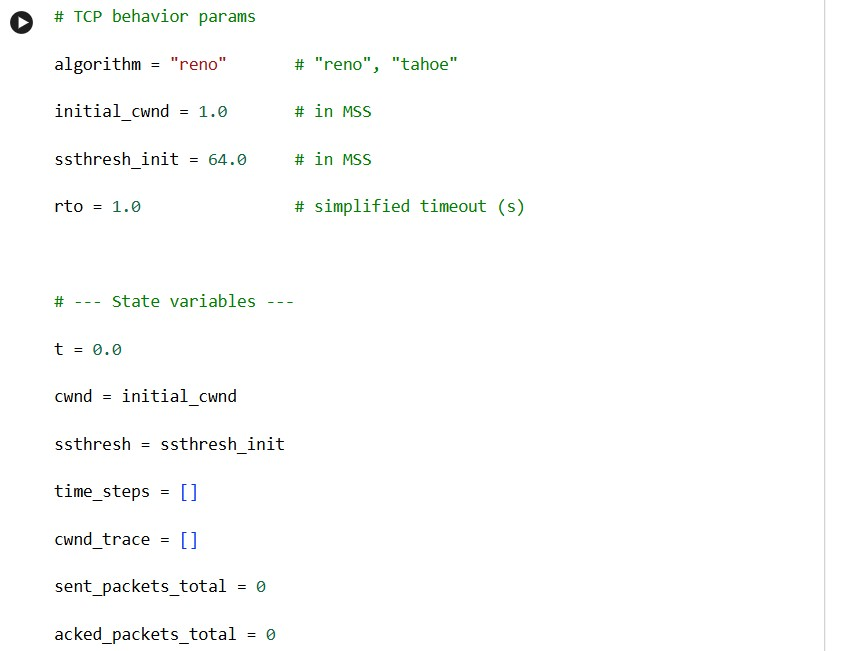 # TCP behavior params
algorithm = "reno"       # "reno", "tahoe"
initial_cwnd = 1.0       # in MSS
ssthresh_init = 64.0     # in MSS
rto = 1.0                # simplified timeout (s)
# --- State variables ---
t = 0.0
cwnd = initial_cwnd
ssthresh = ssthresh_init
time_steps = []
cwnd_trace = []
sent_packets_total = 0
acked_packets_total = 0